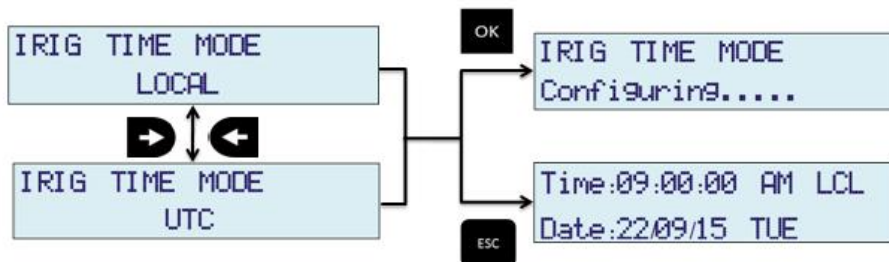 IRIG TIME MODE
LOCAL
IRIG TIME MODE
UTC
OK
IRIG TIME MODE
Configuring.....
Time:09:00:00 AM LCL
Date:22/09/15 TUE
ESC